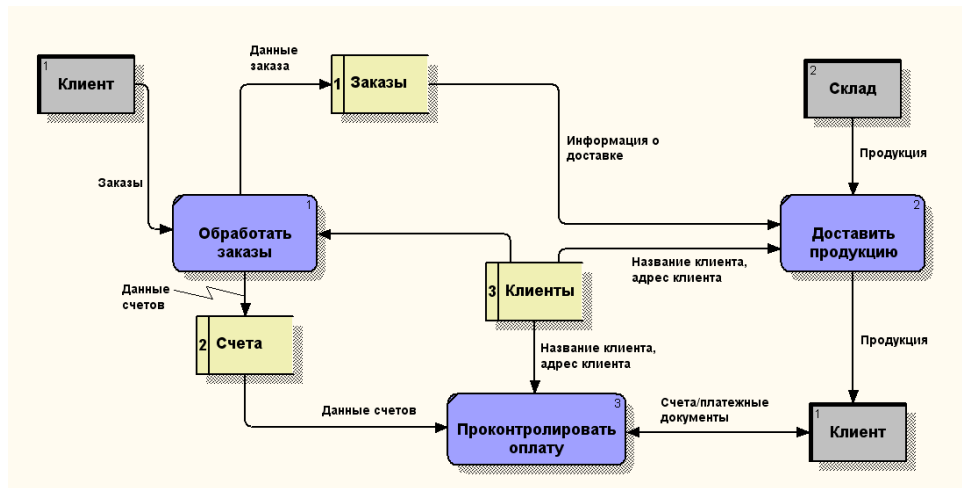 Данные
заказа
1
Клиент
1 Заказы
2
Склад
Информация о
доставке
Продукция
Заказы
1
Обработать
заказы
2
Доставить
продукцию
Название клиента,
адрес клиента
3 Клиенты
Данные
счетов
2 Счета
Название клиента,
адрес клиента
Продукция
Данные счетов
3
Проконтролировать
оплату
Счета/платежные
документы
1
Клиент